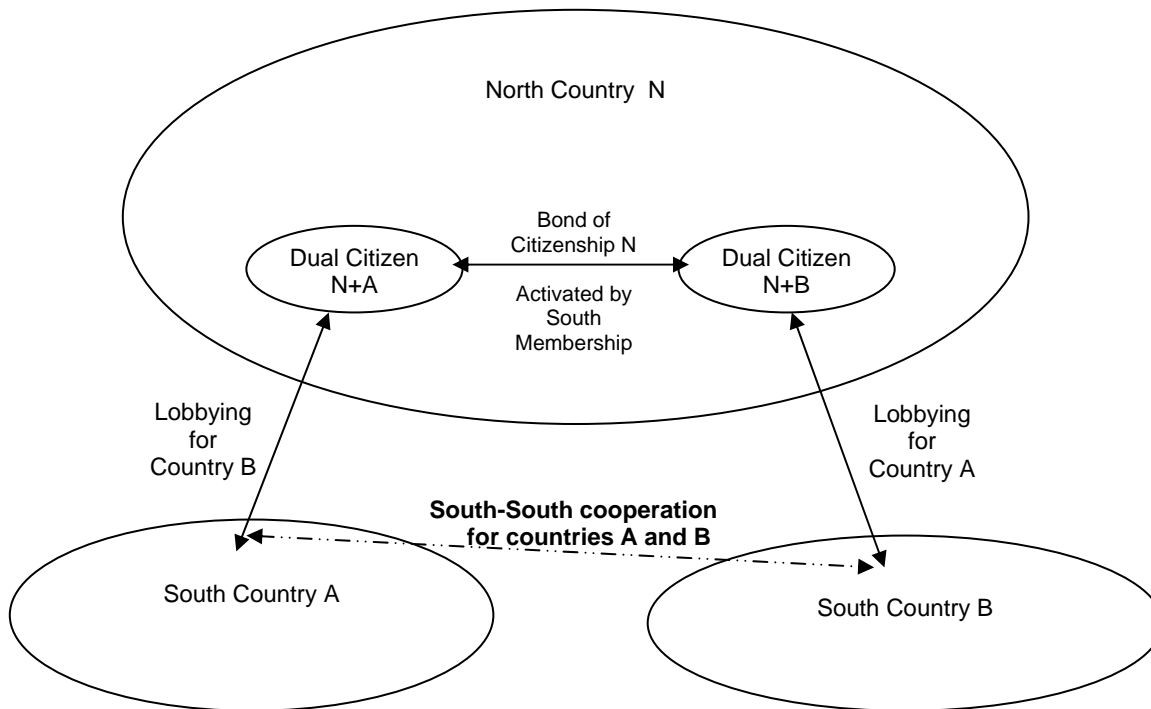 North Country N
Bond of
Citizenship N
Dual Citizen
N+A
Dual Citizen
N+B
Activated by
South
Membership
Lobbying
for
Country B
Lobbying
for
Country A
South-South cooperation
for countries A and B
South Country A
South Country B